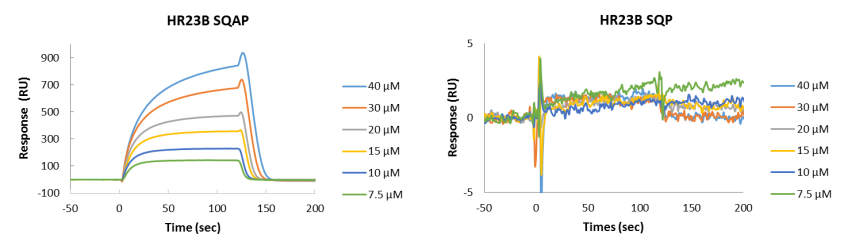 HR23B SQAP
Response (RU)
900
700
500
300
100
-100
-50
0
50
100
150
200
Time (sec)
40 µM
30 µM
20 µM
15 µM
10 µM
7.5 µM
HR23B SQP
Response (RU)
5
0
-5
-50
0
50
100
150
200
Times (sec)
40 µM
30 µM
20 µM
15 µM
10 µM
7.5 µM